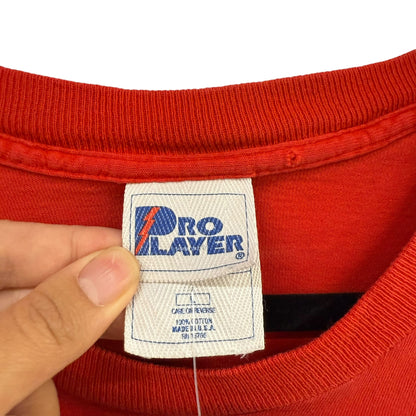 PRO
PLAYER®
L
CARE ON REVERSE
100% COTTON
MADE IN U.S.A.